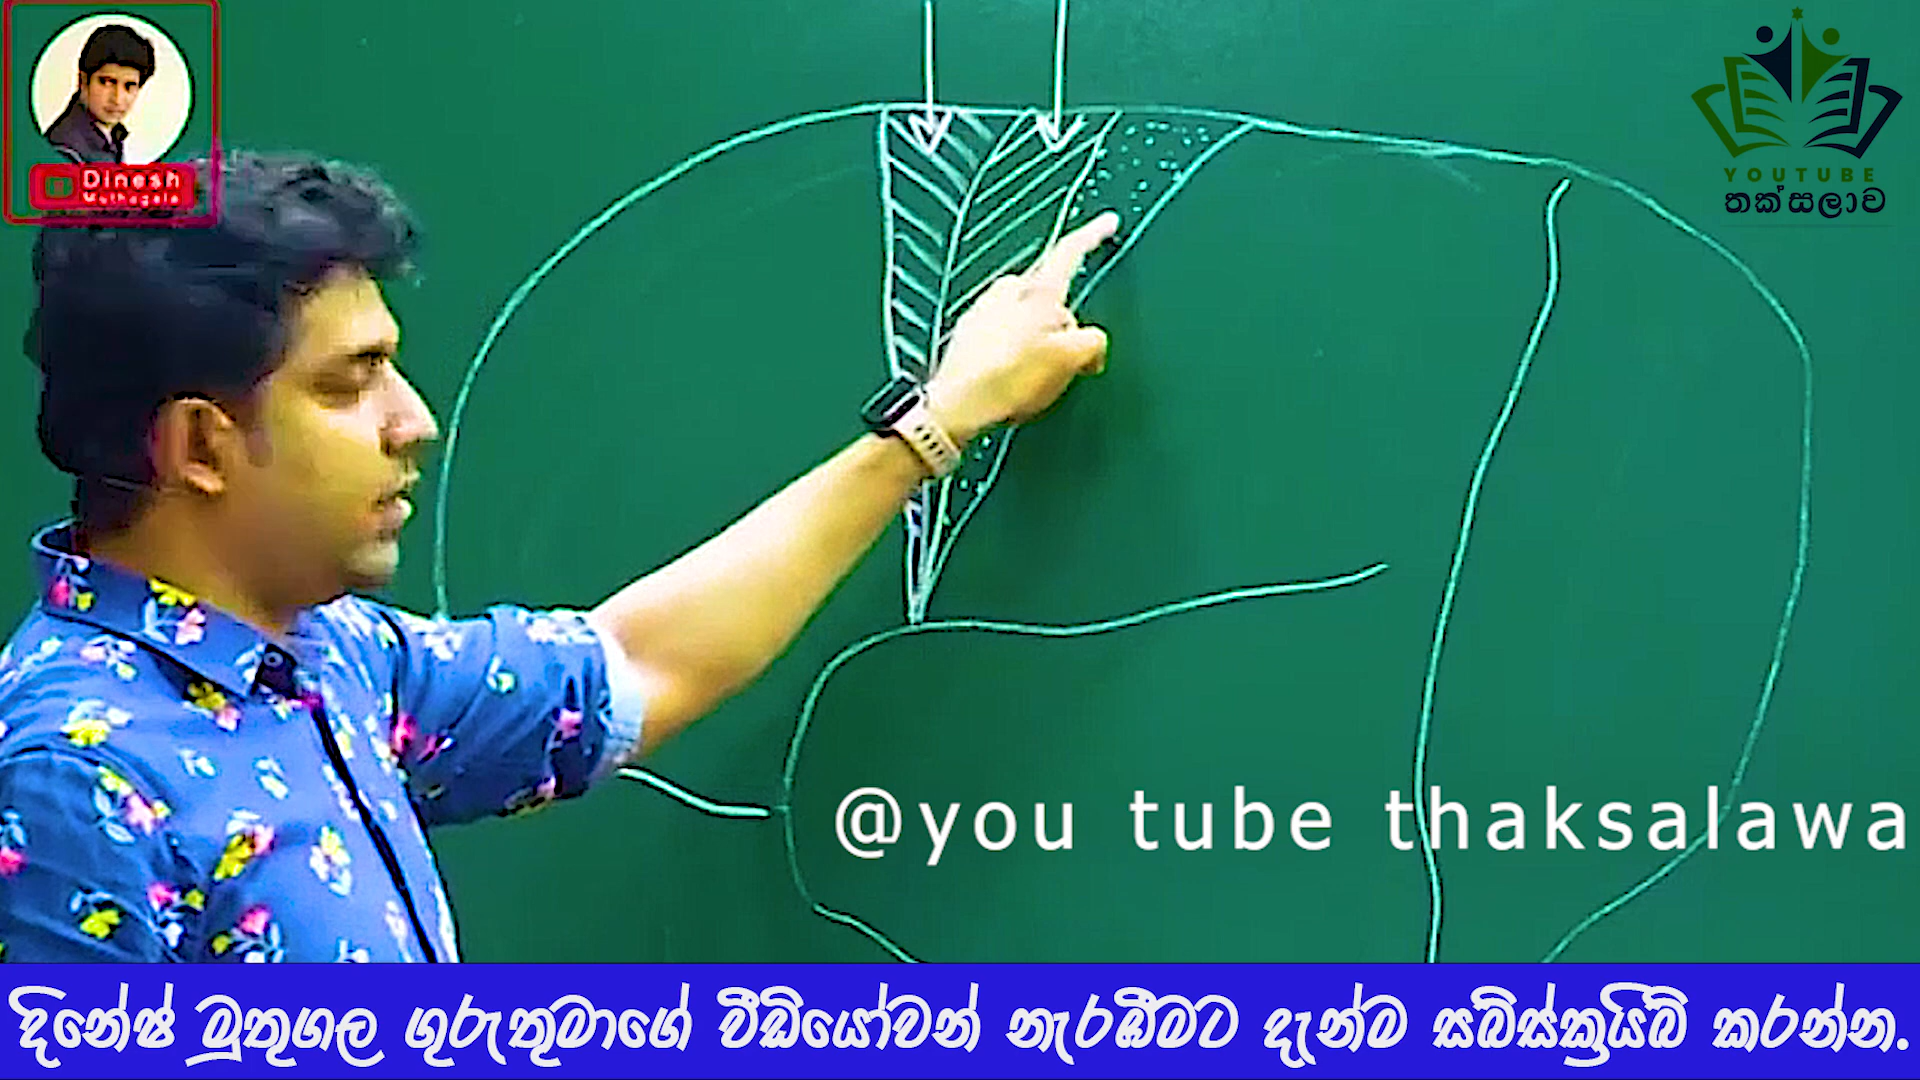 Dinesh
Muthugala
YOUTUBE
තක්සලාව
@you tube thaksalawa
දිනේෂ් මුතුගල ගුරුතුමාගේ වීඩියෝවන් නැරඹීමට දැන්ම සබ්ස්ක්‍රයිබ් කරන්න.